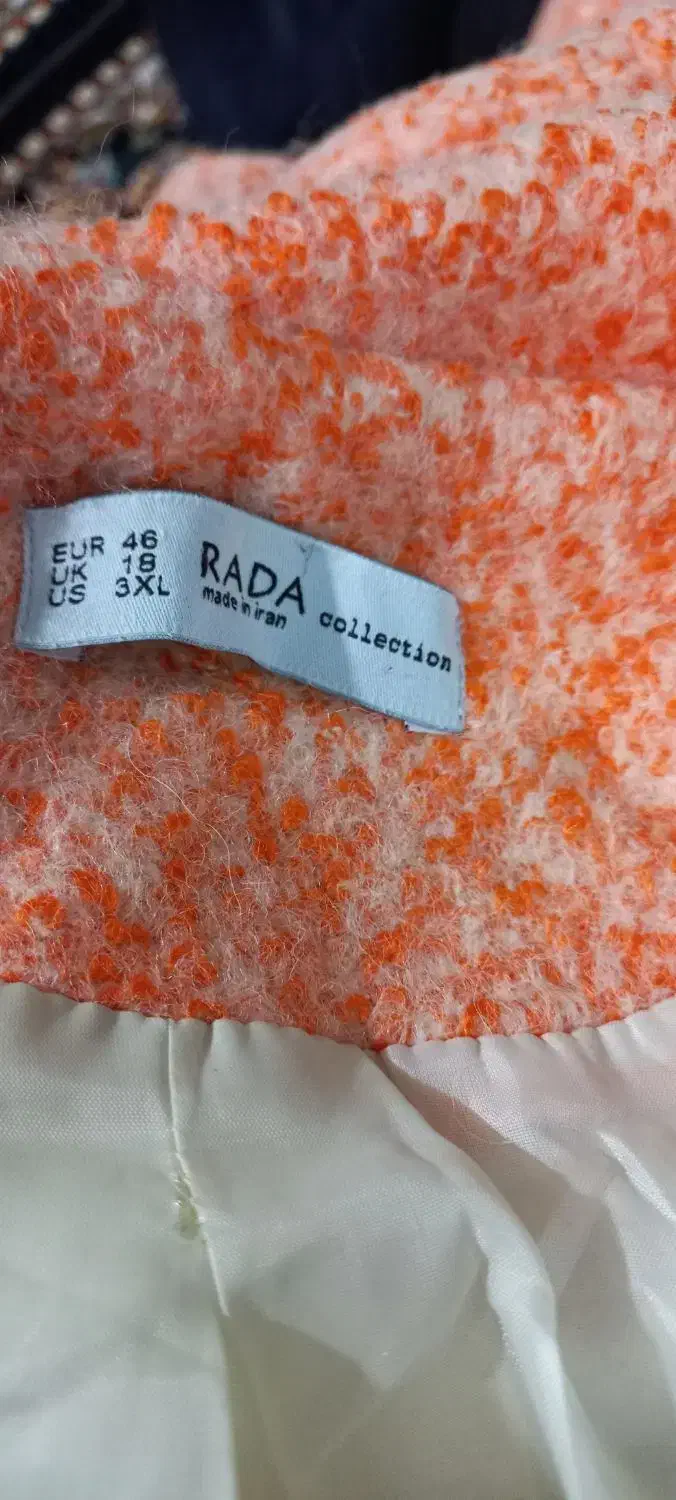 EUR 46
UK 18
US 3XL
RADA
made in iran
collection